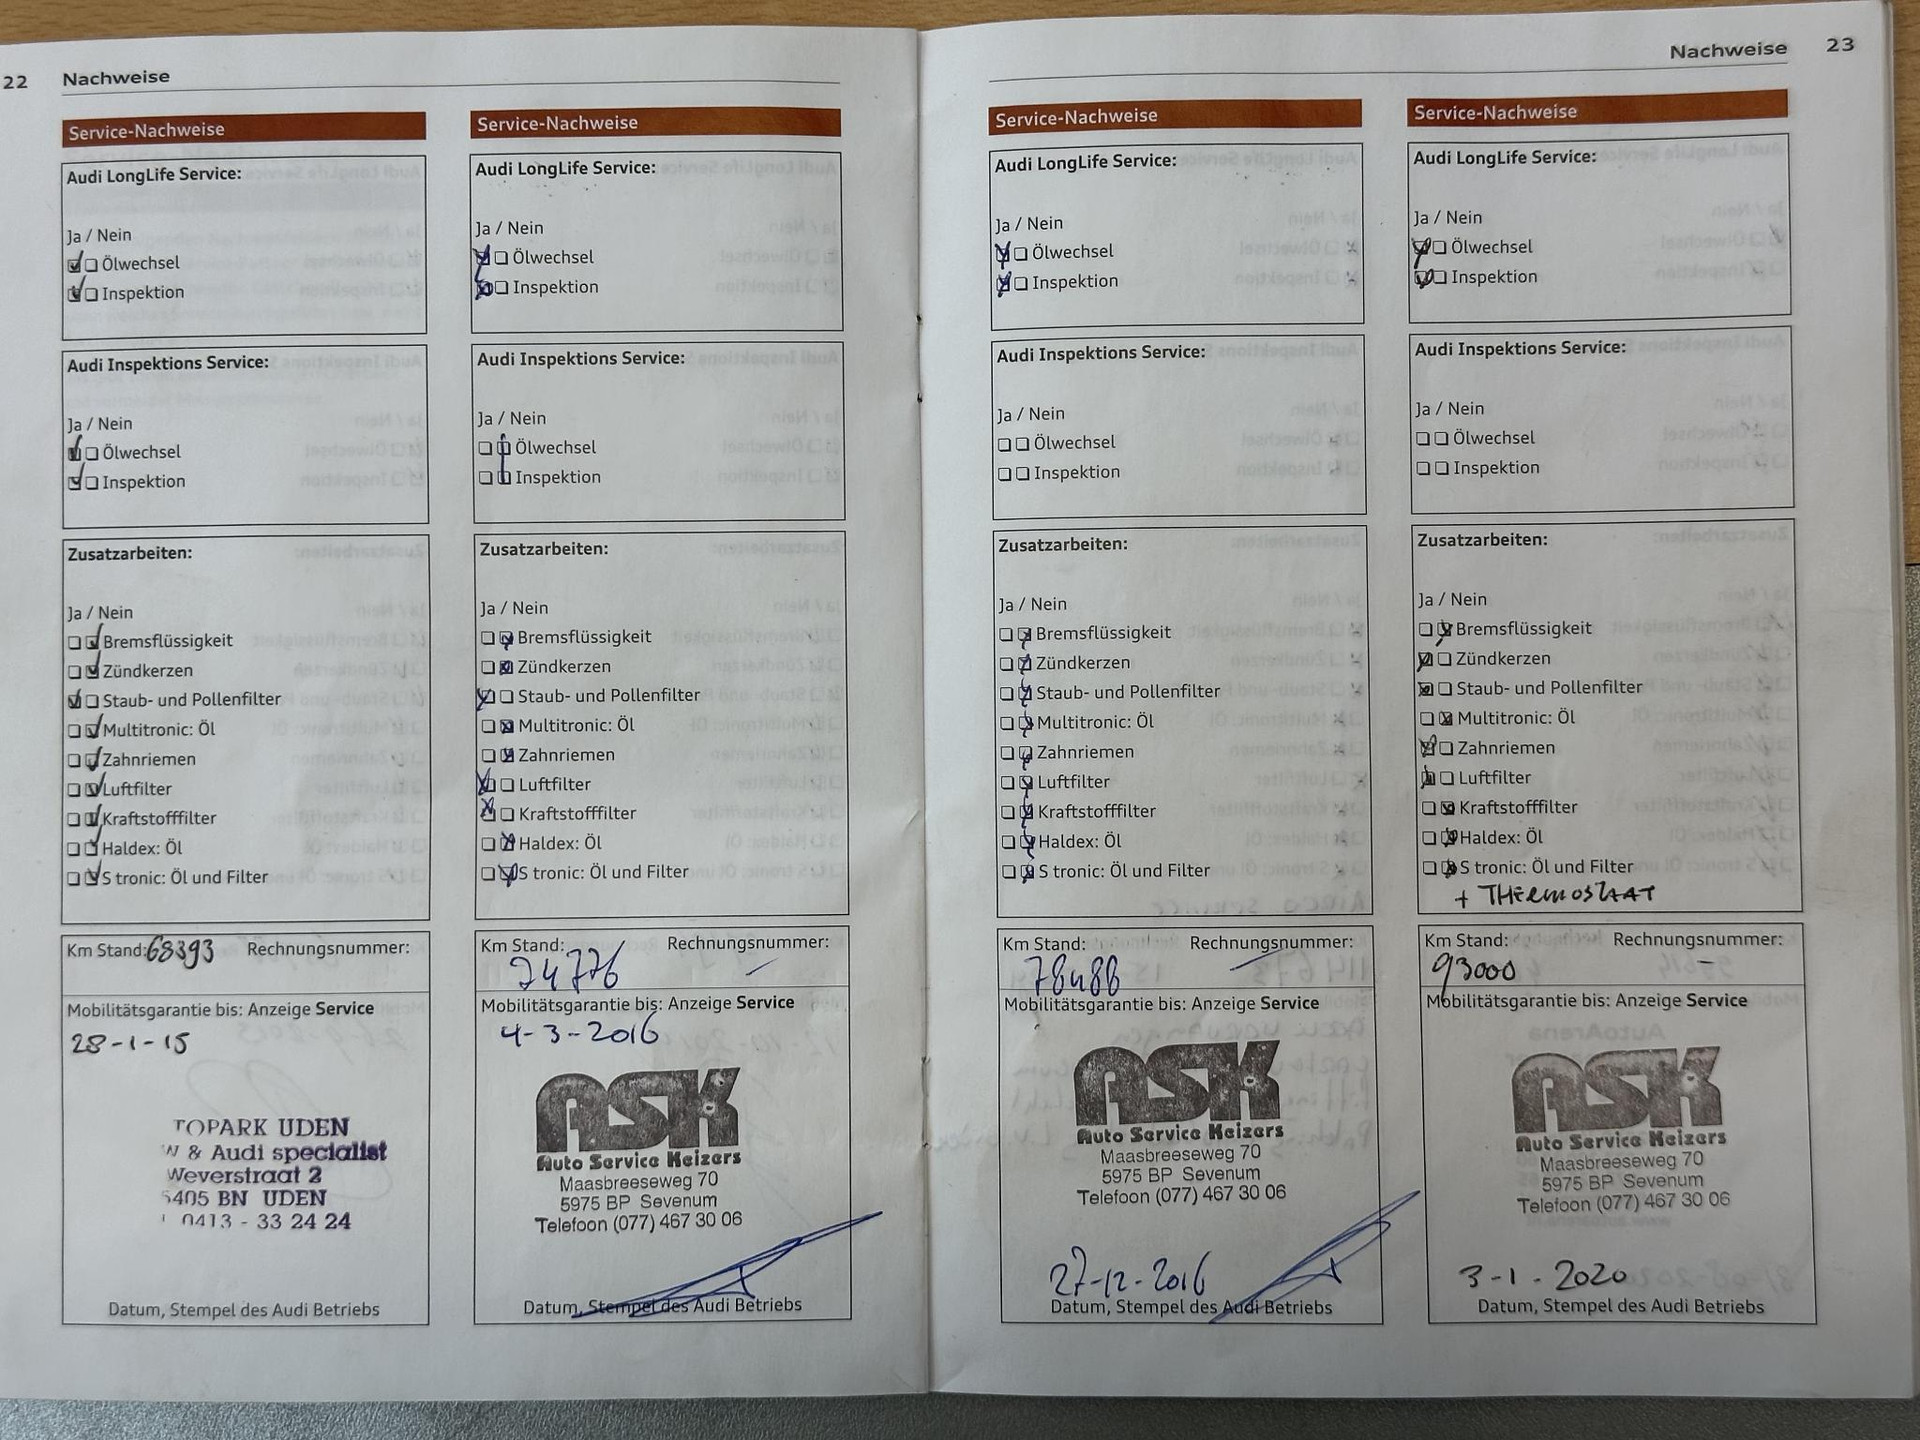 22 Nachweise
Service-Nachweise
Audi LongLife Service:
Ja / Nein
Ölwechsel
Inspektion
Audi Inspektions Service:
Ja / Nein
Ölwechsel
Inspektion
Zusatzarbeiten:
Ja / Nein
Bremsflüssigkeit
Zündkerzen
Staub- und Pollenfilter
Multitronic: Öl
Zahnriemen
Luftfilter
Kraftstofffilter
Haldex: Öl
S tronic: Öl und Filter
Km Stand: 68393 Rechnungsnummer:
Mobilitätsgarantie bis: Anzeige Service
28-1-15
TOPARK UDEN
W & Audi specialist
Weverstraat 2
5405 BN UDEN
0413 - 33 24 24
Datum, Stempel des Audi Betriebs
Service-Nachweise
Audi LongLife Service:
Ja / Nein
Ölwechsel
Inspektion
Audi Inspektions Service:
Ja / Nein
Ölwechsel
Inspektion
Zusatzarbeiten:
Ja / Nein
Bremsflüssigkeit
Zündkerzen
Staub- und Pollenfilter
Multitronic: Öl
Zahnriemen
Luftfilter
Kraftstofffilter
Haldex: Öl
S tronic: Öl und Filter
Km Stand: Rechnungsnummer:
74776
Mobilitätsgarantie bis: Anzeige Service
4-3-2016
ASK
Auto Service Keizers
Maasbreeseweg 70
5975 BP Sevenum
Telefoon (077) 467 30 06
Datum, Stempel des Audi Betriebs
Nachweise 23
Service-Nachweise
Audi LongLife Service:
Ja / Nein
Ölwechsel
Inspektion
Audi Inspektions Service:
Ja / Nein
Ölwechsel
Inspektion
Zusatzarbeiten:
Ja / Nein
Bremsflüssigkeit
Zündkerzen
Staub- und Pollenfilter
Multitronic: Öl
Zahnriemen
Luftfilter
Kraftstofffilter
Haldex: Öl
S tronic: Öl und Filter
Km Stand: Rechnungsnummer:
78488
Mobilitätsgarantie bis: Anzeige Service
ASK
Auto Service Keizers
Maasbreeseweg 70
5975 BP Sevenum
Telefoon (077) 467 30 06
27-12-2016
Datum, Stempel des Audi Betriebs
Service-Nachweise
Audi LongLife Service:
Ja / Nein
Ölwechsel
Inspektion
Audi Inspektions Service:
Ja / Nein
Ölwechsel
Inspektion
Zusatzarbeiten:
Ja / Nein
Bremsflüssigkeit
Zündkerzen
Staub- und Pollenfilter
Multitronic: Öl
Zahnriemen
Luftfilter
Kraftstofffilter
Haldex: Öl
S tronic: Öl und Filter
+ THERMOSTAAT
Km Stand: Rechnungsnummer:
93000 -
Mobilitätsgarantie bis: Anzeige Service
ASK
Auto Service Keizers
Maasbreeseweg 70
5975 BP Sevenum
Telefoon (077) 467 30 06
3-1-2020
Datum, Stempel des Audi Betriebs